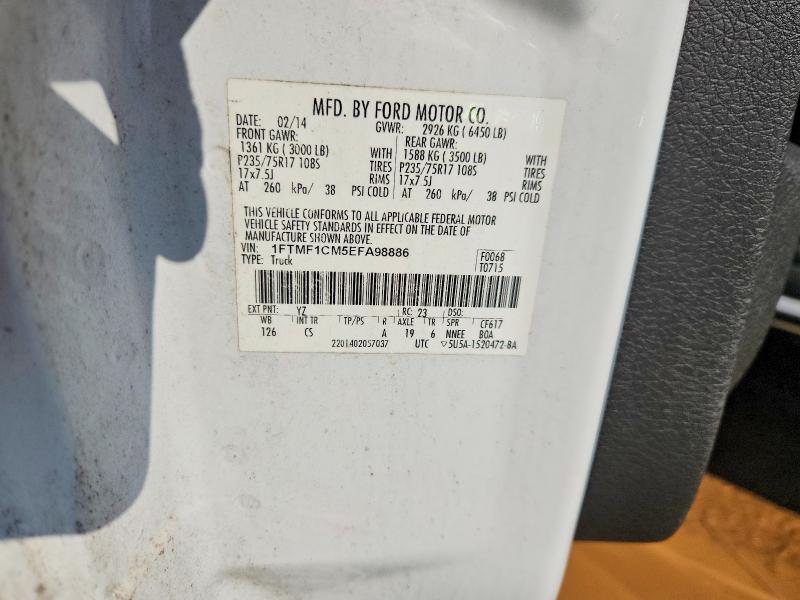 MFD. BY FORD MOTOR CO.
DATE: 02/14 GVWR: 2926 KG ( 6450 LB)
FRONT GAWR: REAR GAWR:
1361 KG ( 3000 LB) WITH 1588 KG ( 3500 LB) WITH
P235/75R17 108S TIRES P235/75R17 108S TIRES
17x7.5J RIMS 17x7.5J RIMS
AT 260 kPa/ 38 PSI COLD AT 260 kPa/ 38 PSI COLD
THIS VEHICLE CONFORMS TO ALL APPLICABLE FEDERAL MOTOR
VEHICLE SAFETY STANDARDS IN EFFECT ON THE DATE OF
MANUFACTURE SHOWN ABOVE.
VIN: 1FTMF1CM5EFA98886 F0068
TYPE: Truck T0715
EXT PNT: YZ RC: 23 DSO:
WB INT TR TP/PS R AXLE TR SPR CF617
126 CS A 19 6 NNEE BOA
2201402057037 UTC ▽5U5A-1520472-BA